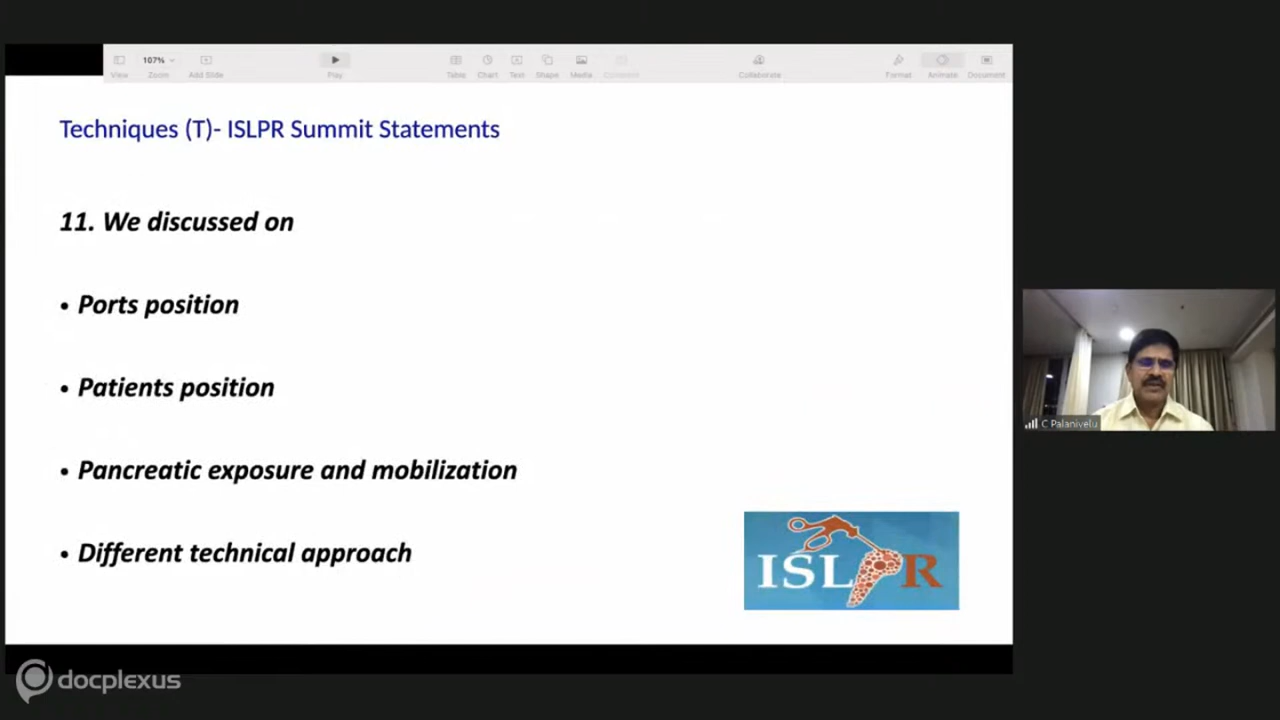 107%
View
Zoom
Add Slide
Play
Table
Chart
Text
Shape
Media
Comment
Collaborate
Format
Animate
Document
Techniques (T)- ISLPR Summit Statements
11. We discussed on
• Ports position
• Patients position
• Pancreatic exposure and mobilization
• Different technical approach
ISLPR
C Palanivelu
docplexus